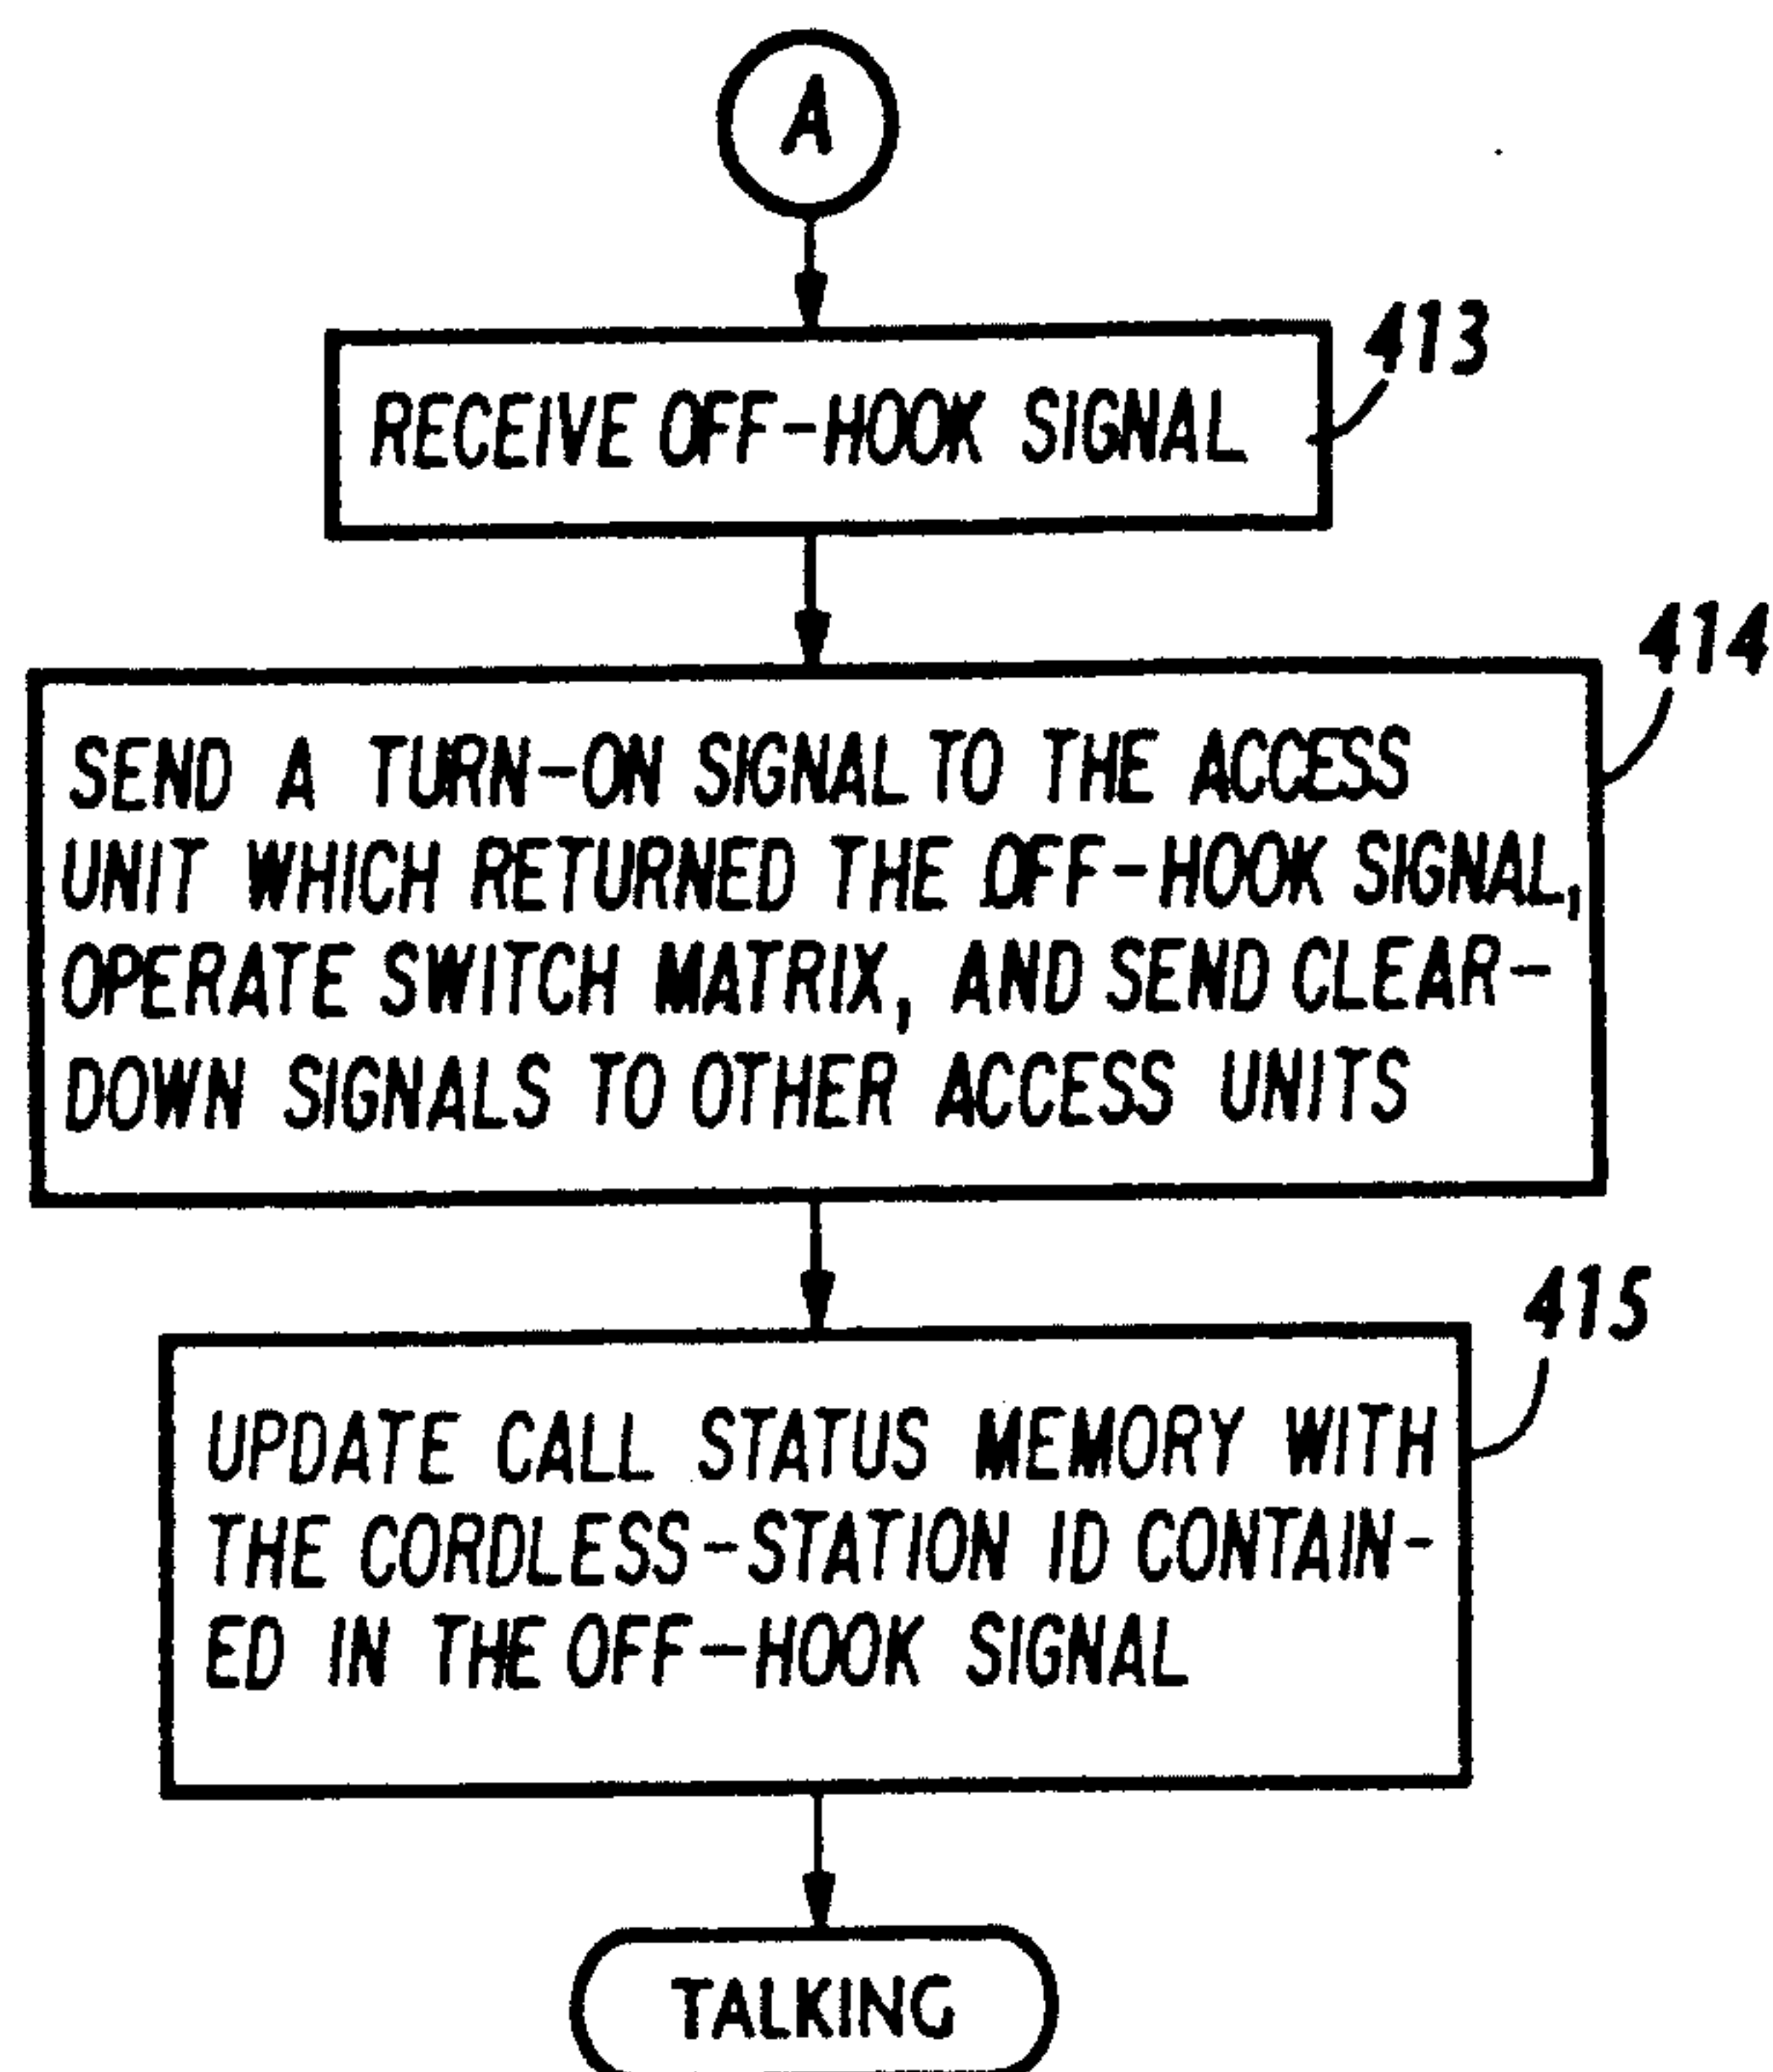 A
413
RECEIVE OFF-HOOK SIGNAL
414
SEND A TURN-ON SIGNAL TO THE ACCESS
UNIT WHICH RETURNED THE OFF-HOOK SIGNAL,
OPERATE SWITCH MATRIX, AND SEND CLEAR-
DOWN SIGNALS TO OTHER ACCESS UNITS
415
UPDATE CALL STATUS MEMORY WITH
THE CORDLESS-STATION ID CONTAIN-
ED IN THE OFF-HOOK SIGNAL
TALKING